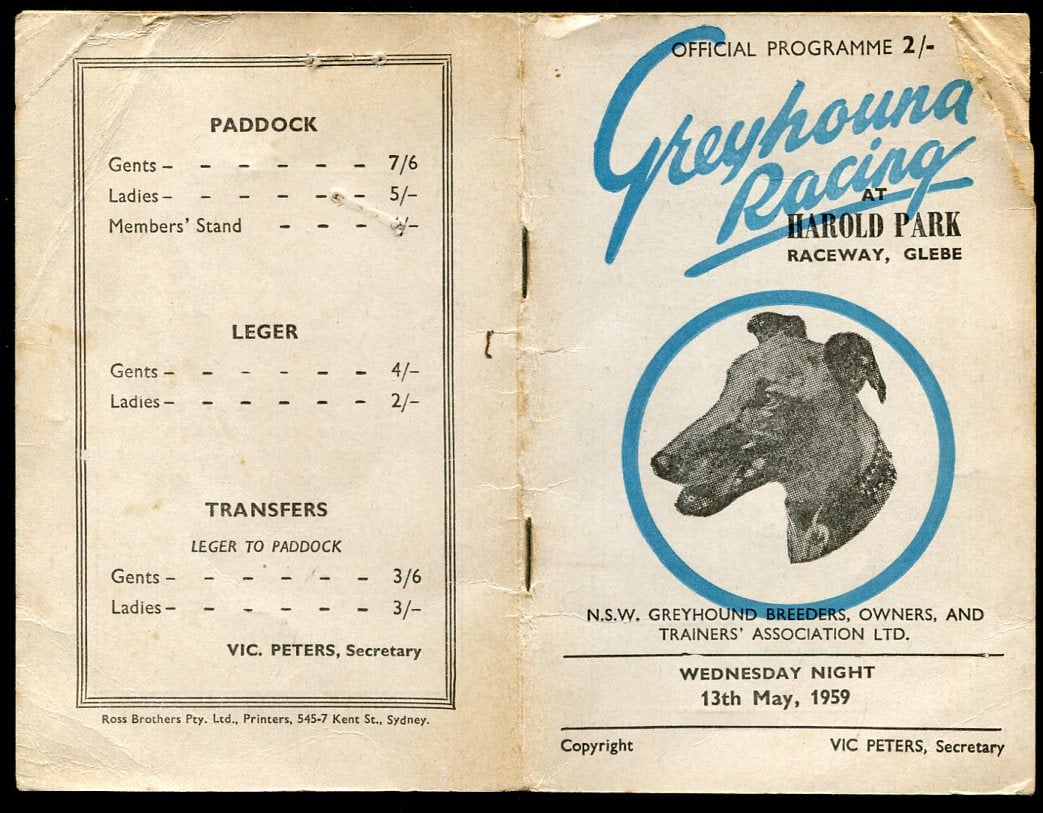 PADDOCK
Gents - - - - - - - 7/6
Ladies - - - - - - - 5/-
Members' Stand - - - /-
LEGER
Gents - - - - - - - 4/-
Ladies - - - - - - - 2/-
TRANSFERS
LEGER TO PADDOCK
Gents - - - - - - - 3/6
Ladies - - - - - - - 3/-
VIC. PETERS, Secretary
Ross Brothers Pty. Ltd., Printers, 545-7 Kent St., Sydney.
OFFICIAL PROGRAMME 2/-
Greyhound
Racing
AT
HAROLD PARK
RACEWAY, GLEBE
N.S.W. GREYHOUND BREEDERS, OWNERS, AND
TRAINERS' ASSOCIATION LTD.
WEDNESDAY NIGHT
13th May, 1959
Copyright VIC PETERS, Secretary